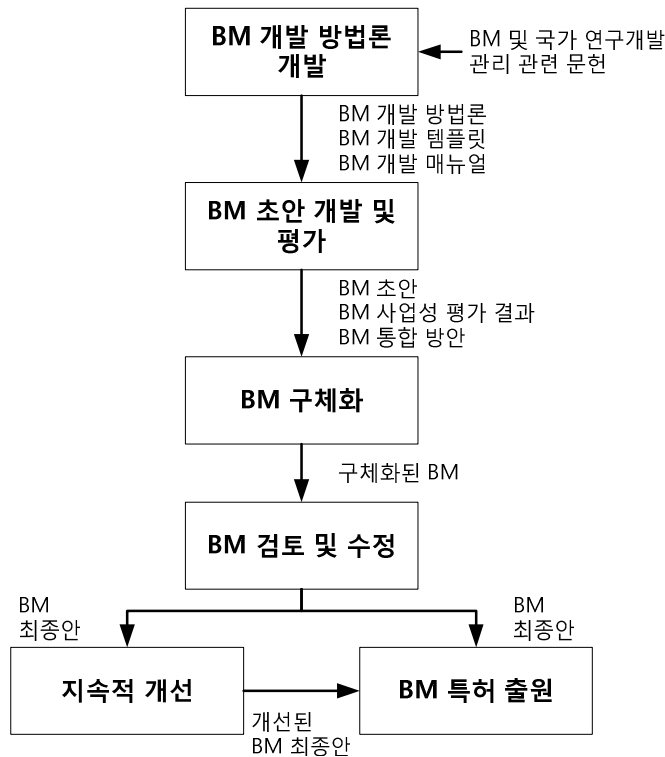 BM 개발 방법론
개발
BM 및 국가 연구개발
관리 관련 문헌
BM 개발 방법론
BM 개발 템플릿
BM 개발 매뉴얼
BM 초안 개발 및
평가
BM 초안
BM 사업성 평가 결과
BM 통합 방안
BM 구체화
구체화된 BM
BM 검토 및 수정
BM
최종안
BM
최종안
지속적 개선
BM 특허 출원
개선된
BM 최종안